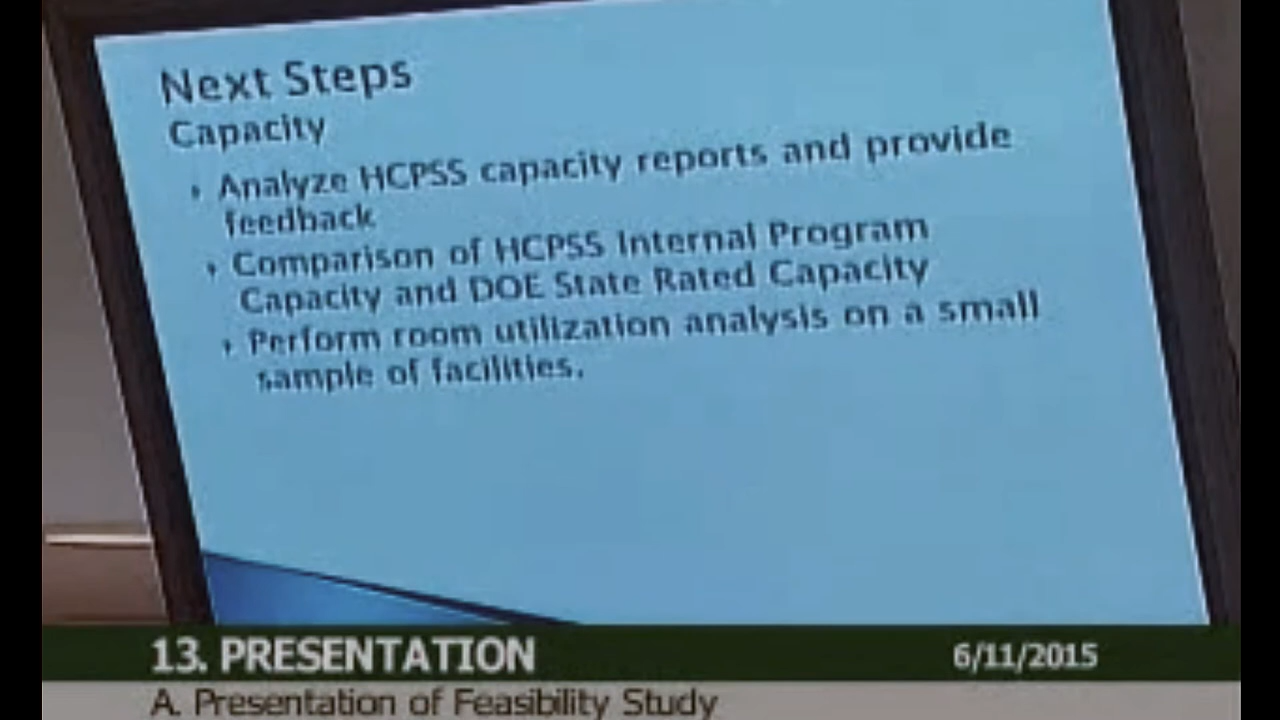 Next Steps
Capacity
Analyze HCPSS capacity reports and provide
feedback
Comparison of HCPSS Internal Program
Capacity and DOE State Rated Capacity
Perform room utilization analysis on a small
sample of facilities.
13. PRESENTATION
6/11/2015
A. Presentation of Feasibility Study